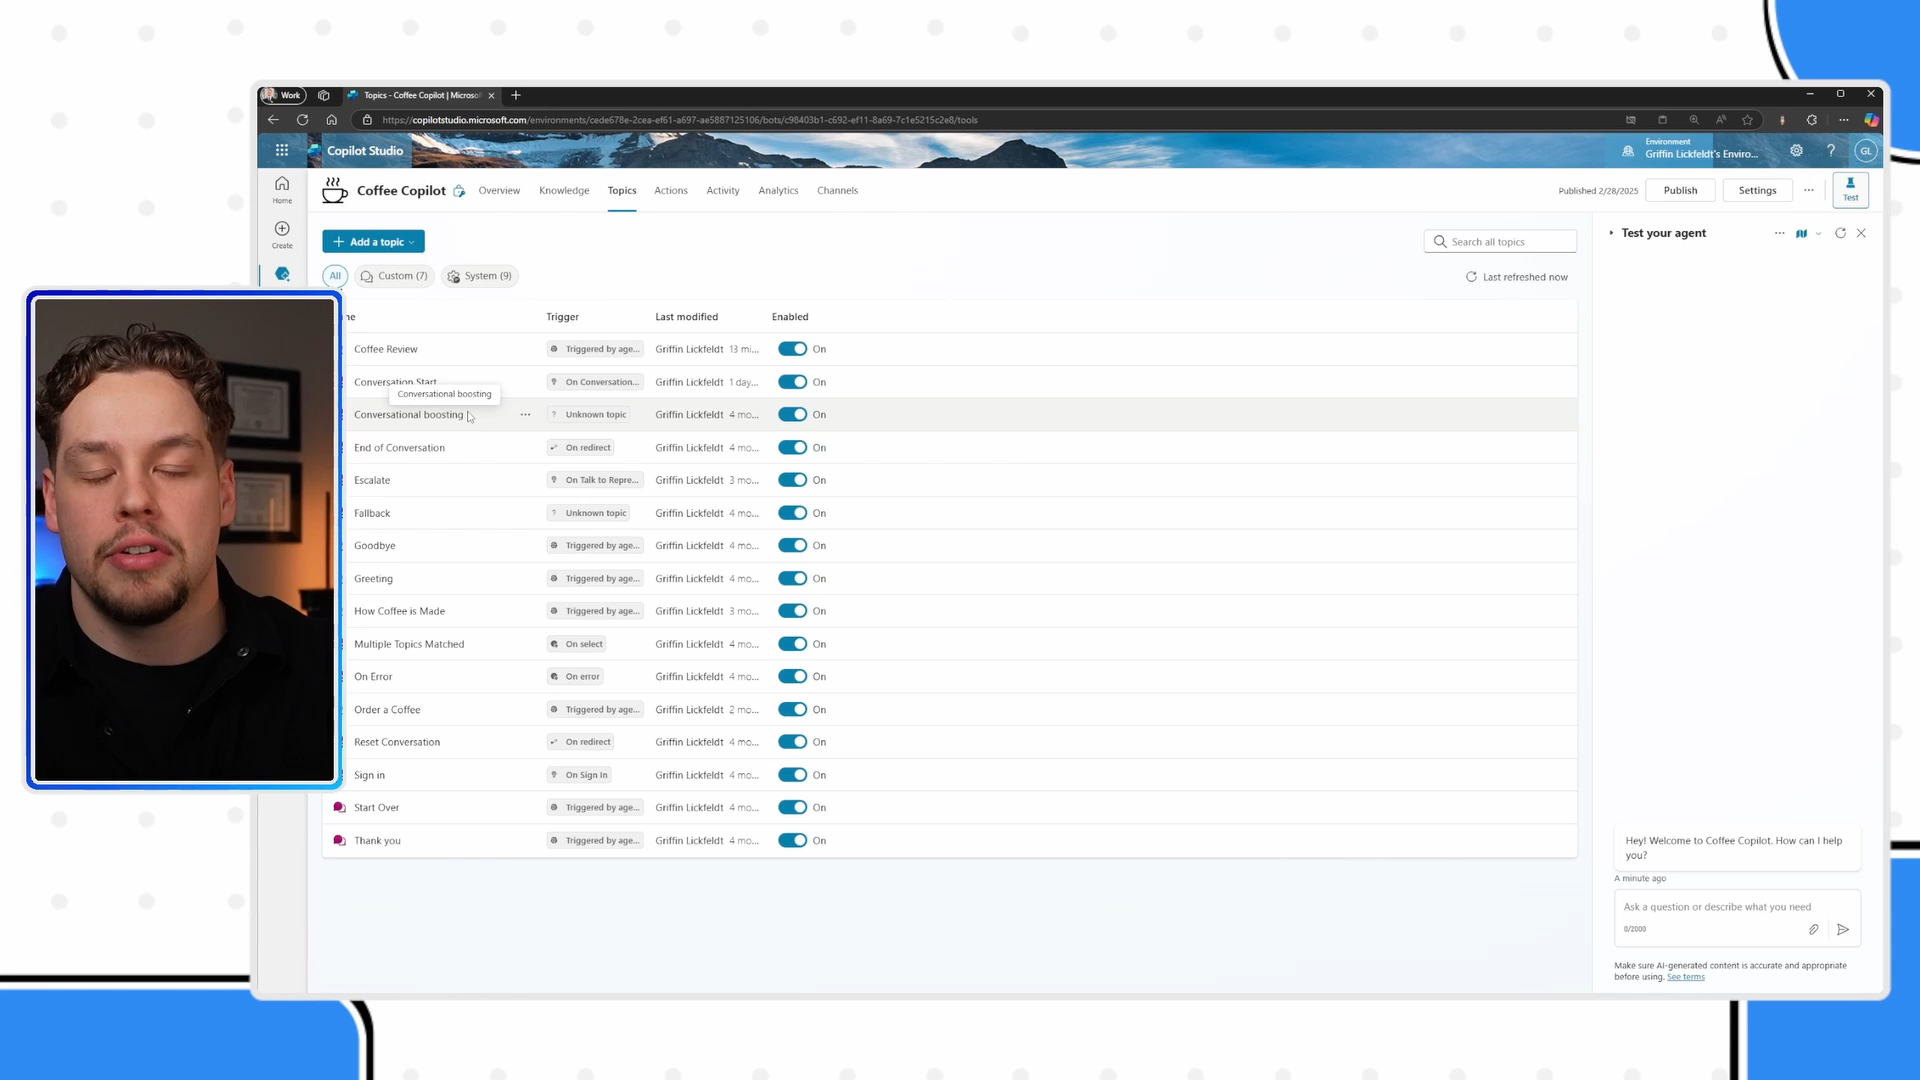 Work
Topics - Coffee Copilot | Microso
https://copilotstudio.microsoft.com/environments/cede678e-2cea-ef61-a697-ae5887125106/bots/c98403b1-c692-ef11-8a69-7c1e5215c2e8/tools
Copilot Studio
Environment
Griffin Lickfeldt's Enviro...
GL
Home
Create
Coffee Copilot
Overview
Knowledge
Topics
Actions
Activity
Analytics
Channels
Published 2/28/2025
Publish
Settings
Test
Add a topic
Search all topics
All
Custom (7)
System (9)
Last refreshed now
Trigger
Last modified
Enabled
Coffee Review Triggered by age... Griffin Lickfeldt 13 mi... On
Conversation Start On Conversation... Griffin Lickfeldt 1 day... On
Conversational boosting
Conversational boosting ... Unknown topic Griffin Lickfeldt 4 mo... On
End of Conversation On redirect Griffin Lickfeldt 4 mo... On
Escalate On Talk to Repre... Griffin Lickfeldt 3 mo... On
Fallback Unknown topic Griffin Lickfeldt 4 mo... On
Goodbye Triggered by age... Griffin Lickfeldt 4 mo... On
Greeting Triggered by age... Griffin Lickfeldt 4 mo... On
How Coffee is Made Triggered by age... Griffin Lickfeldt 3 mo... On
Multiple Topics Matched On select Griffin Lickfeldt 4 mo... On
On Error On error Griffin Lickfeldt 4 mo... On
Order a Coffee Triggered by age... Griffin Lickfeldt 2 mo... On
Reset Conversation On redirect Griffin Lickfeldt 4 mo... On
Sign in On Sign In Griffin Lickfeldt 4 mo... On
Start Over Triggered by age... Griffin Lickfeldt 4 mo... On
Thank you Triggered by age... Griffin Lickfeldt 4 mo... On
Test your agent
Hey! Welcome to Coffee Copilot. How can I help
you?
A minute ago
Ask a question or describe what you need
0/2000
Make sure AI-generated content is accurate and appropriate
before using. See terms